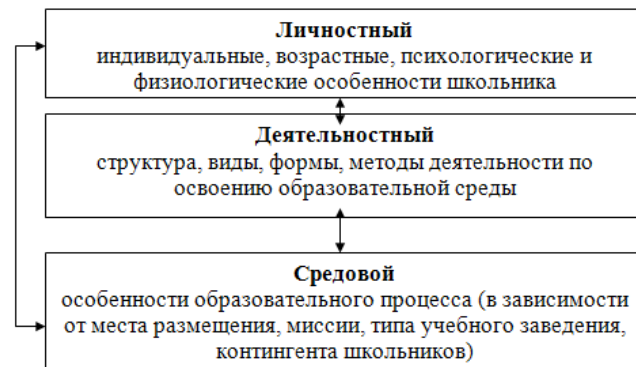 Личностный
индивидуальные, возрастные, психологические и
физиологические особенности школьника
Деятельностный
структура, виды, формы, методы деятельности по
освоению образовательной среды
Средовой
особенности образовательного процесса (в зависимости
от места размещения, миссии, типа учебного заведения,
контингента школьников)